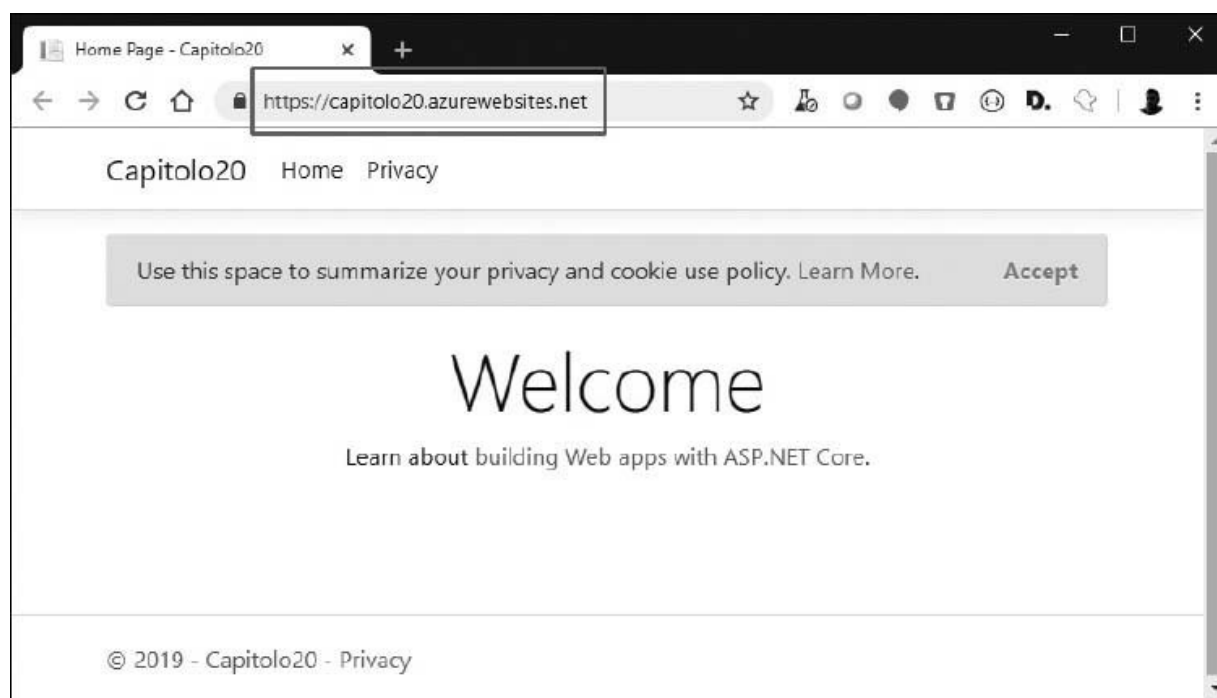 Home Page - Capitolo20
https://capitolo20.azurewebsites.net
D.
Capitolo20 Home Privacy
Use this space to summarize your privacy and cookie use policy. Learn More. Accept
Welcome
Learn about building Web apps with ASP.NET Core.
© 2019 - Capitolo20 - Privacy